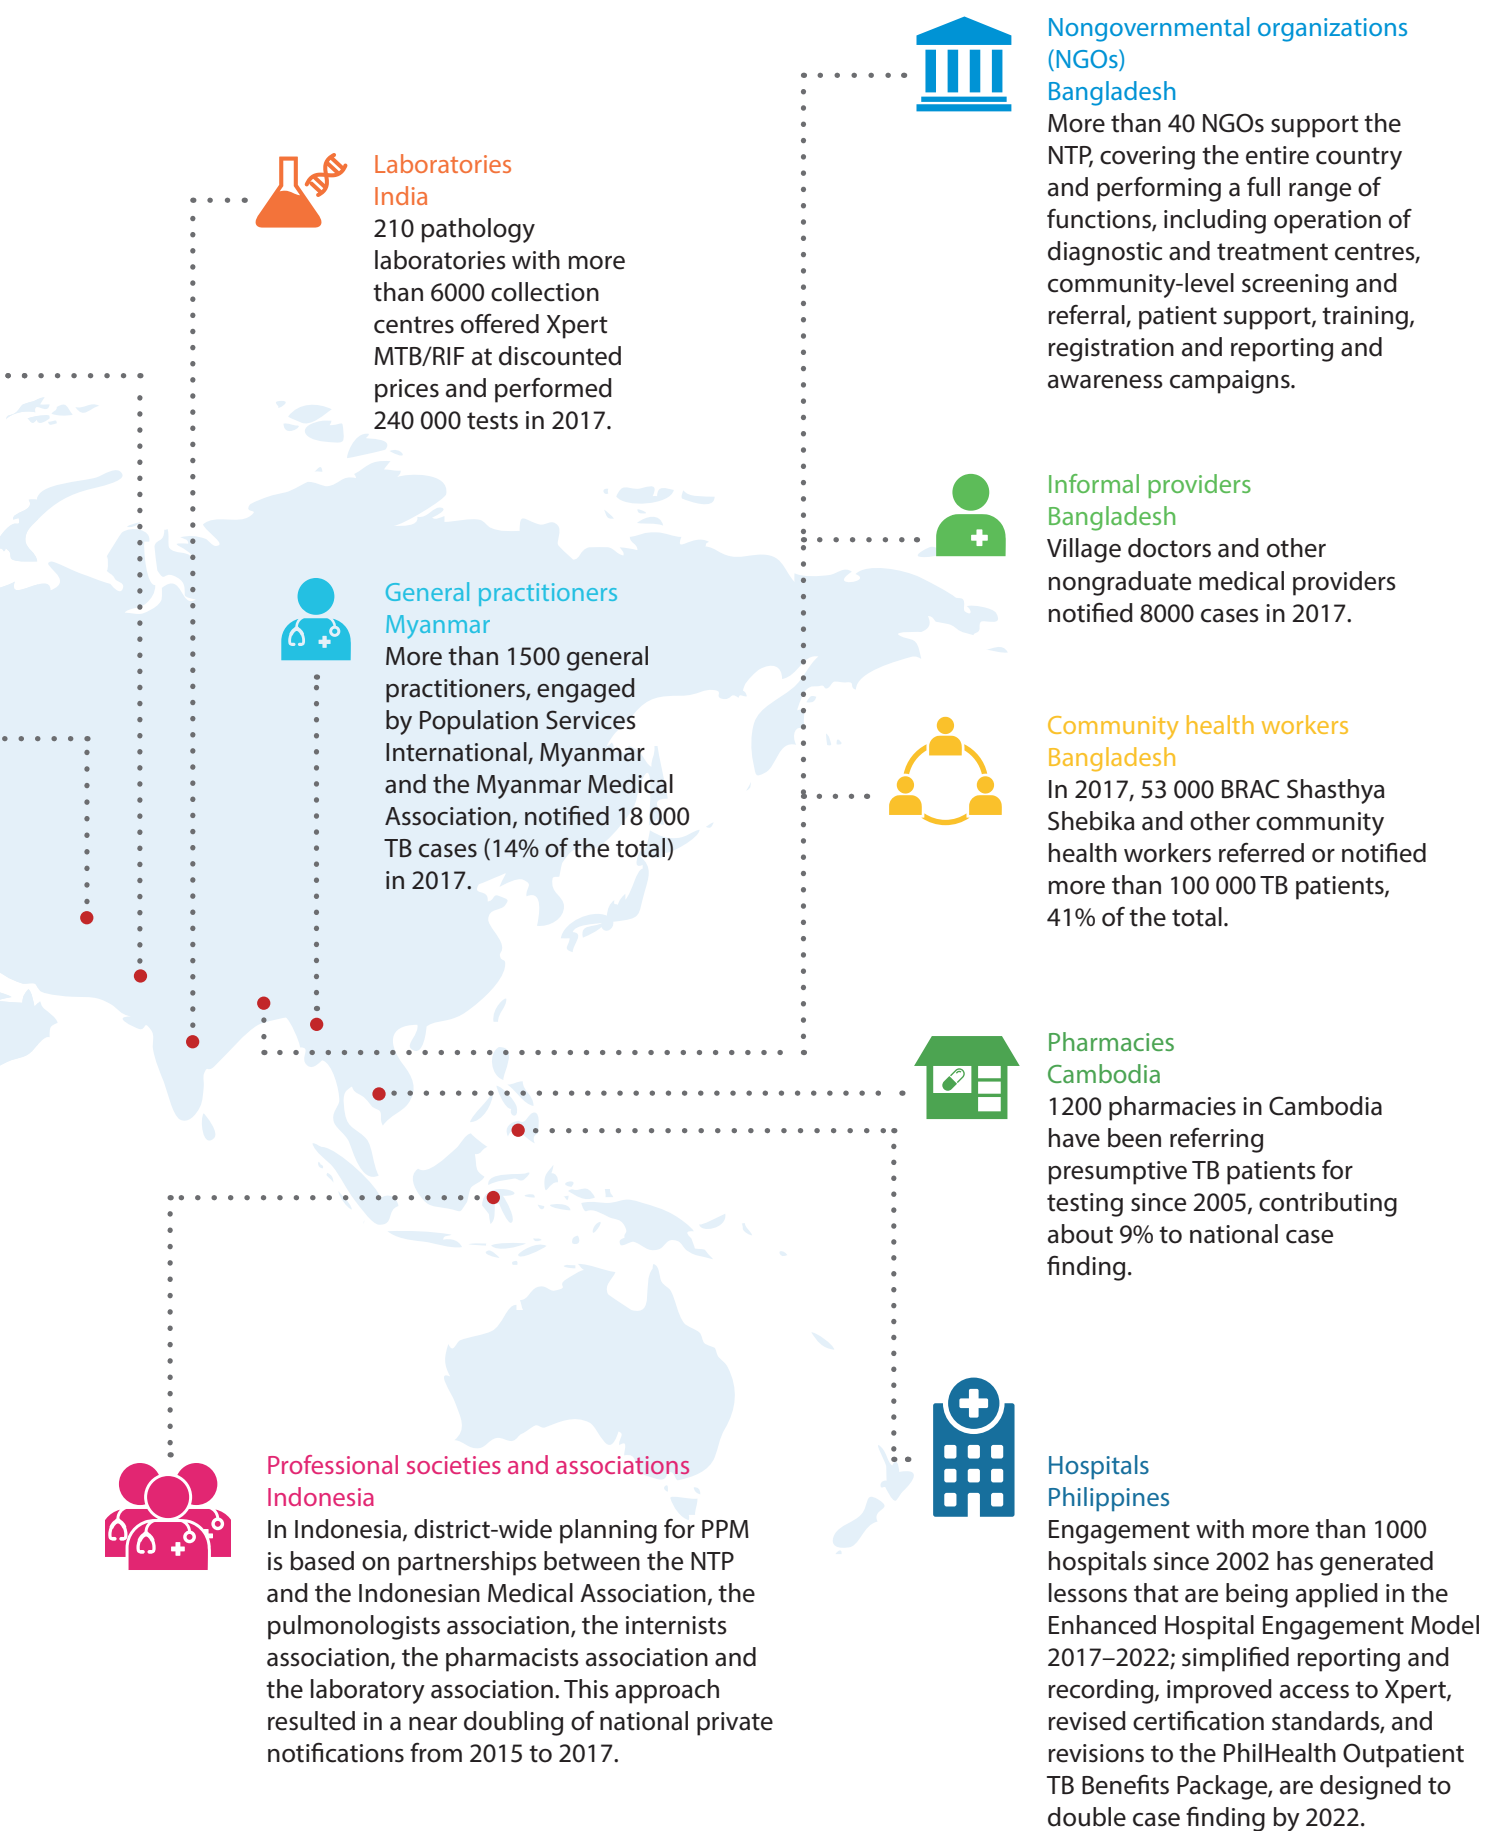 Nongovernmental organizations
(NGOs)
Bangladesh
More than 40 NGOs support the
NTP, covering the entire country
and performing a full range of
functions, including operation of
diagnostic and treatment centres,
community-level screening and
referral, patient support, training,
registration and reporting and
awareness campaigns.
Laboratories
India
210 pathology
laboratories with more
than 6000 collection
centres offered Xpert
MTB/RIF at discounted
prices and performed
240 000 tests in 2017.
Informal providers
Bangladesh
Village doctors and other
nongraduate medical providers
notified 8000 cases in 2017.
General practitioners
Myanmar
More than 1500 general
practitioners, engaged
by Population Services
International, Myanmar
and the Myanmar Medical
Association, notified 18 000
TB cases (14% of the total)
in 2017.
Community health workers
Bangladesh
In 2017, 53 000 BRAC Shasthya
Shebika and other community
health workers referred or notified
more than 100 000 TB patients,
41% of the total.
Pharmacies
Cambodia
1200 pharmacies in Cambodia
have been referring
presumptive TB patients for
testing since 2005, contributing
about 9% to national case
finding.
Professional societies and associations
Indonesia
In Indonesia, district-wide planning for PPM
is based on partnerships between the NTP
and the Indonesian Medical Association, the
pulmonologists association, the internists
association, the pharmacists association and
the laboratory association. This approach
resulted in a near doubling of national private
notifications from 2015 to 2017.
Hospitals
Philippines
Engagement with more than 1000
hospitals since 2002 has generated
lessons that are being applied in the
Enhanced Hospital Engagement Model
2017–2022; simplified reporting and
recording, improved access to Xpert,
revised certification standards, and
revisions to the PhilHealth Outpatient
TB Benefits Package, are designed to
double case finding by 2022.